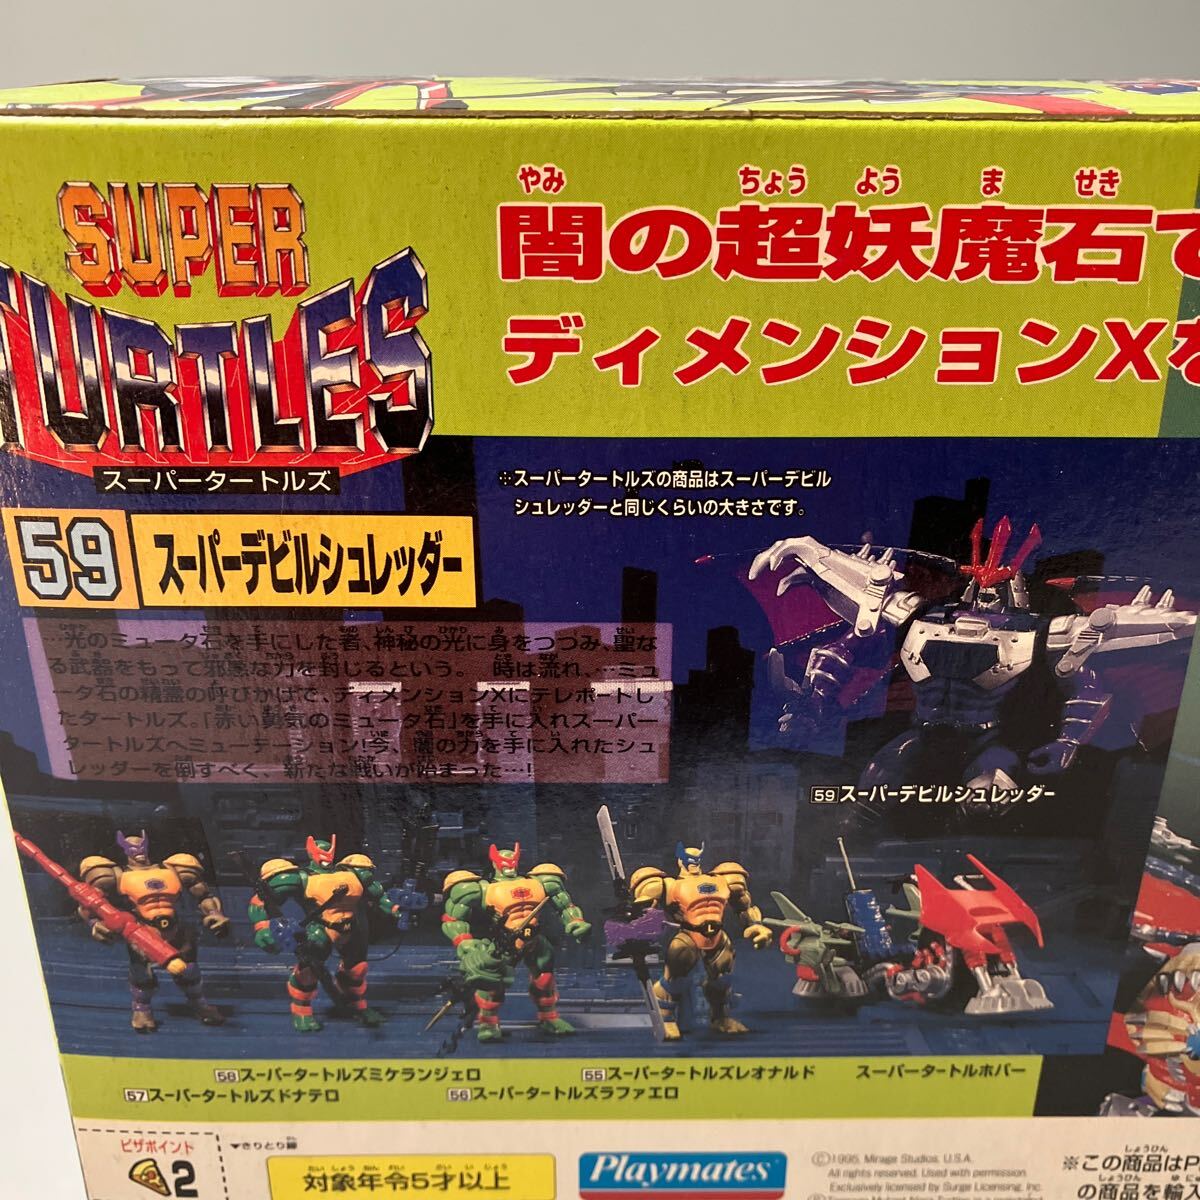 SUPER
TURTLES
スーパータートルズ
やみ ちょう よう ま せき
闇の超妖魔石で
ディメンションXを
※スーパータートルズの商品はスーパーデビル
シュレッダーと同じくらいの大きさです。
59 スーパーデビルシュレッダー
…光のミュータ石を手にした者、神秘の光に身をつつみ、聖な
る武器をもって邪悪な力を封じるという。 時は流れ、…ミュ
ータ石の精霊の呼びかけで、ディメンションXにテレポートし
たタートルズ。「赤い勇気のミュータ石」を手に入れスーパー
タートルズへミューテーション!今、闇の力を手に入れたシュ
レッダーを倒すべく、新たな戦いが始まった…!
59 スーパーデビルシュレッダー
58 スーパータートルズミケランジェロ
55 スーパータートルズレオナルド
スーパータートルホバー
57 スーパータートルズドナテロ
56 スーパータートルズラファエロ
ピザポイント
2
▼きりとり線
たい しょう ねん れい さい い じょう
対象年令5才以上
Playmates
©1995, Mirage Studios, U.S.A.
All rights reserved. Used with permission.
Exclusively licensed by Surge Licensing, Inc.
しょうひん
※この商品はP
しょうひん ゆ に
の商品を輸入